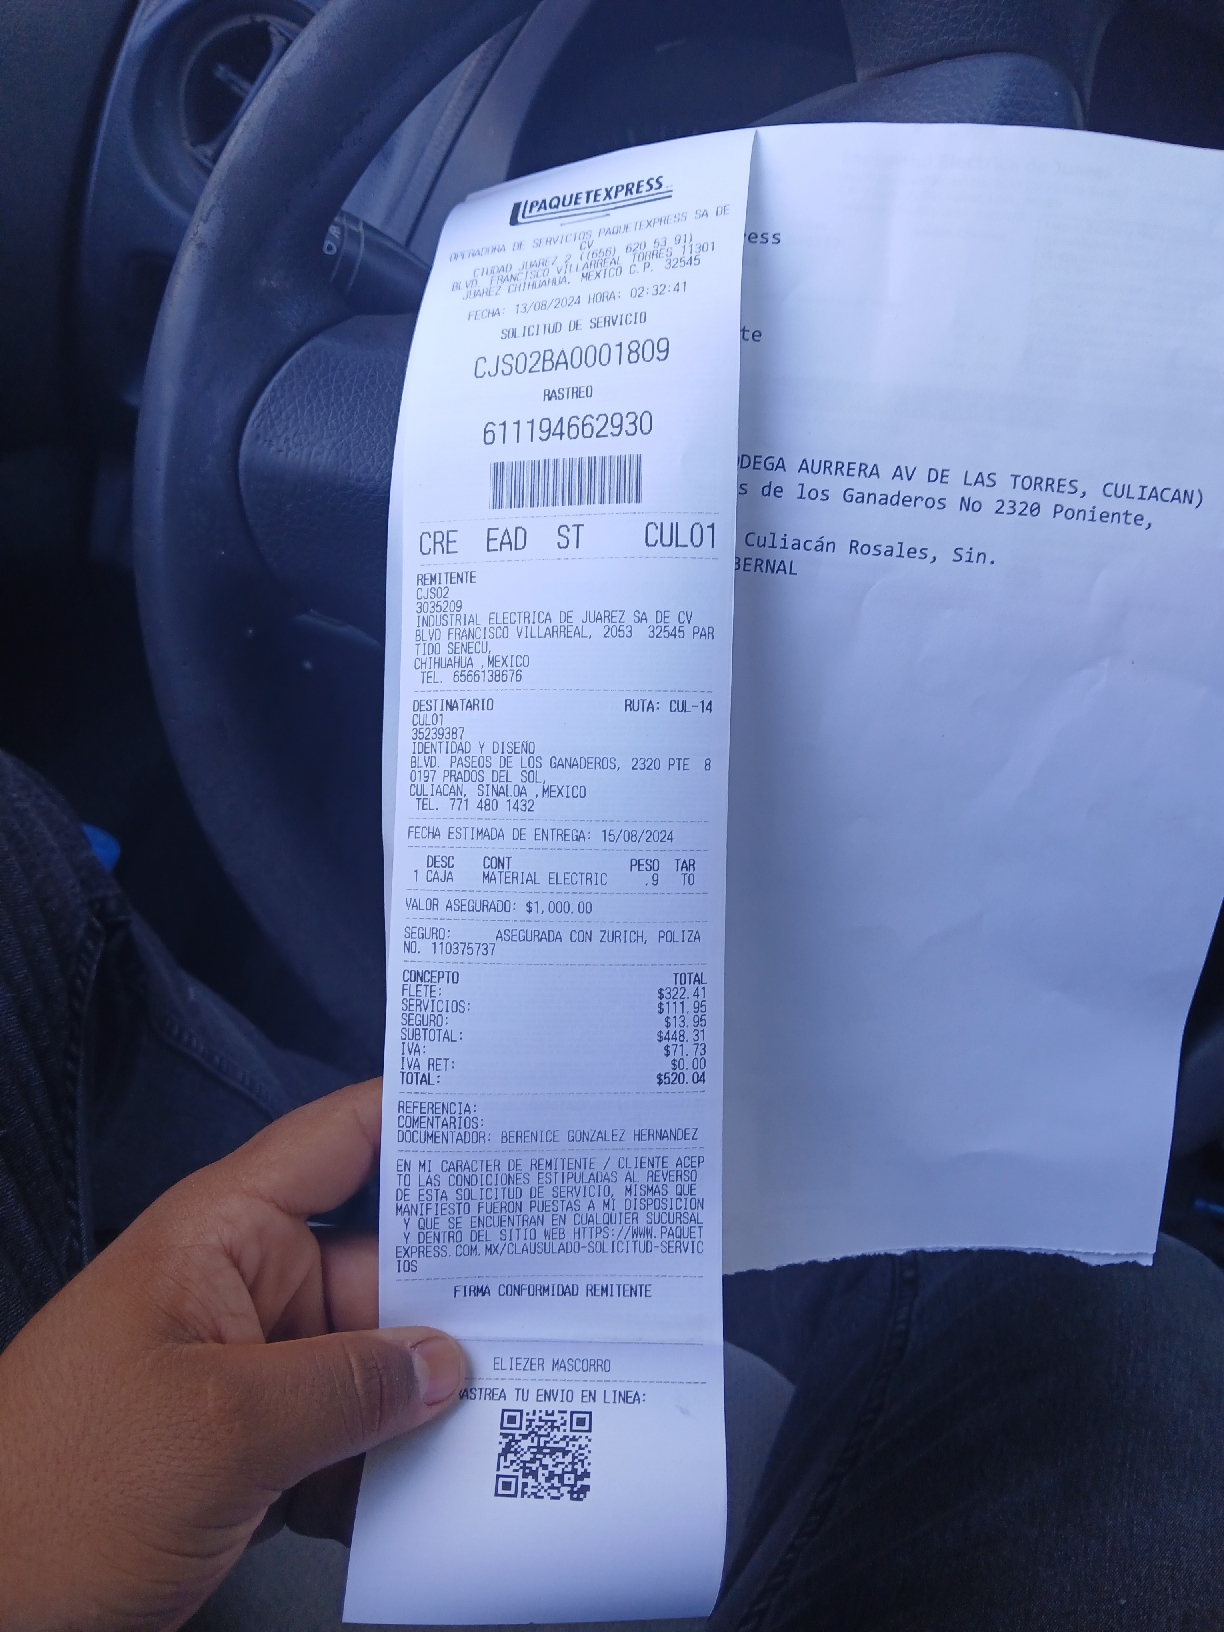 PAQUETEXPRESS
OPERADORA DE SERVICIOS PAQUETEXPRESS SA DE
CV
CIUDAD JUAREZ 2 ((656) 620 53 91)
BLVD. FRANCISCO VILLARREAL TORRES 11301
JUAREZ CHIHUAHUA, MEXICO C.P. 32545
FECHA: 13/08/2024 HORA: 02:32:41
SOLICITUD DE SERVICIO
CJS02BA0001809
RASTREO
611194662930
CRE EAD ST CUL01
REMITENTE
CJS02
3035209
INDUSTRIAL ELECTRICA DE JUAREZ SA DE CV
BLVD FRANCISCO VILLARREAL, 2053 32545 PAR
TIDO SENECU,
CHIHUAHUA ,MEXICO
TEL. 6566138676
DESTINATARIO RUTA: CUL-14
CUL01
35239387
IDENTIDAD Y DISEÑO
BLVD. PASEOS DE LOS GANADEROS, 2320 PTE 8
0197 PRADOS DEL SOL,
CULIACAN, SINALOA ,MEXICO
TEL. 771 480 1432
FECHA ESTIMADA DE ENTREGA: 15/08/2024
DESC CONT PESO TAR
1 CAJA MATERIAL ELECTRIC .9 T0
VALOR ASEGURADO: $1,000.00
SEGURO: ASEGURADA CON ZURICH, POLIZA
NO. 110375737
CONCEPTO TOTAL
FLETE: $322.41
SERVICIOS: $111.95
SEGURO: $13.95
SUBTOTAL: $448.31
IVA: $71.73
IVA RET: $0.00
TOTAL: $520.04
REFERENCIA:
COMENTARIOS:
DOCUMENTADOR: BERENICE GONZALEZ HERNANDEZ
EN MI CARACTER DE REMITENTE / CLIENTE ACEP
TO LAS CONDICIONES ESTIPULADAS AL REVERSO
DE ESTA SOLICITUD DE SERVICIO, MISMAS QUE
MANIFIESTO FUERON PUESTAS A MI DISPOSICION
Y QUE SE ENCUENTRAN EN CUALQUIER SUCURSAL
Y DENTRO DEL SITIO WEB HTTPS://WWW.PAQUET
EXPRESS.COM.MX/CLAUSULADO-SOLICITUD-SERVIC
IOS
FIRMA CONFORMIDAD REMITENTE
ELIEZER MASCORRO
ASTREA TU ENVIO EN LINEA:
ess
te
DEGA AURRERA AV DE LAS TORRES, CULIACAN)
s de los Ganaderos No 2320 Poniente,
Culiacán Rosales, Sin.
BERNAL